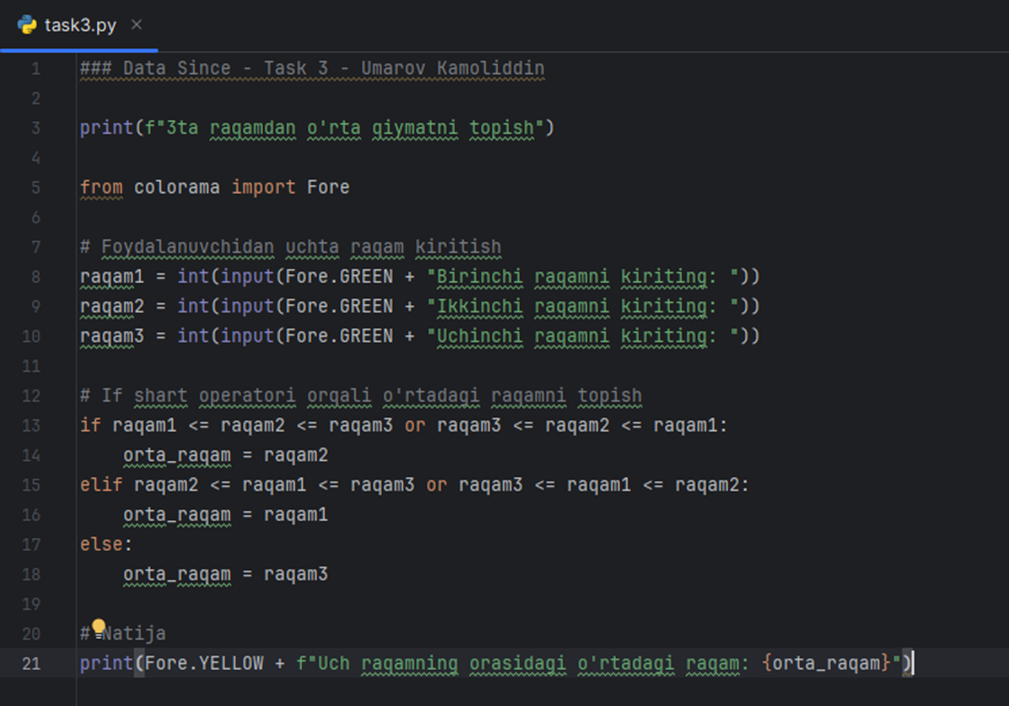 task3.py
1 ### Data Since - Task 3 - Umarov Kamoliddin
2
3 print(f"3ta raqamdan o'rta qiymatni topish")
4
5 from colorama import Fore
6
7 # Foydalanuvchidan uchta raqam kiritish
8 raqam1 = int(input(Fore.GREEN + "Birinchi raqamni kiriting: "))
9 raqam2 = int(input(Fore.GREEN + "Ikkinchi raqamni kiriting: "))
10 raqam3 = int(input(Fore.GREEN + "Uchinchi raqamni kiriting: "))
11
12 # If shart operatori orqali o'rtadagi raqamni topish
13 if raqam1 <= raqam2 <= raqam3 or raqam3 <= raqam2 <= raqam1:
14     orta_raqam = raqam2
15 elif raqam2 <= raqam1 <= raqam3 or raqam3 <= raqam1 <= raqam2:
16     orta_raqam = raqam1
17 else:
18     orta_raqam = raqam3
19
20 # Natija
21 print(Fore.YELLOW + f"Uch raqamning orasidagi o'rtadagi raqam: {orta_raqam}")